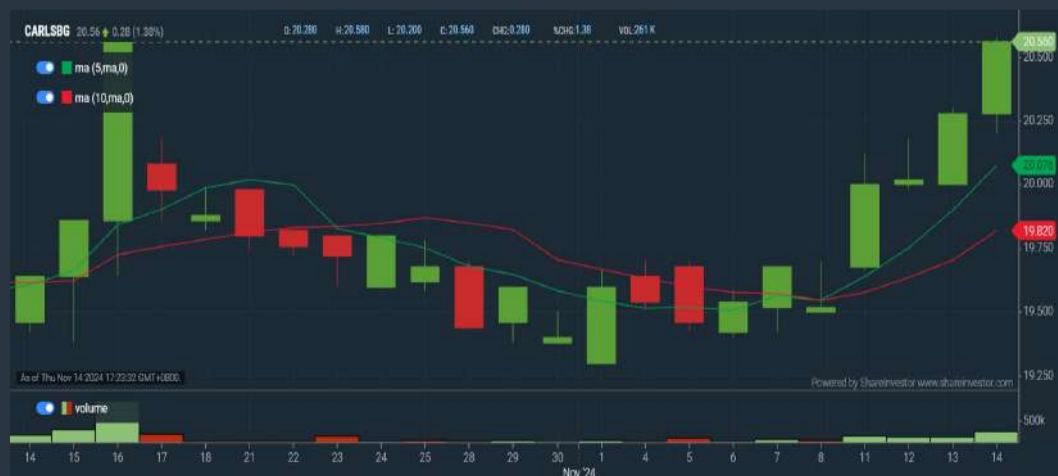 CARLSBG 20.56 0.28 (1.38%) O:20.280 H:20.580 L:20.200 C:20.560 CHG:0.280 %CHG:1.38 VOL:261 K
ma (5,ma,0)
ma (10,ma,0)
20.560
20.500
20.250
20.076
20.000
19.820
19.750
19.500
19.250
As of Thu Nov 14 2024 17:23:32 GMT+0800.
Powered by ShareInvestor www.shareinvestor.com
volume
500k
14 15 16 17 18 21 22 23 24 25 28 29 30 1 4 5 6 7 8 11 12 13 14
Nov '24